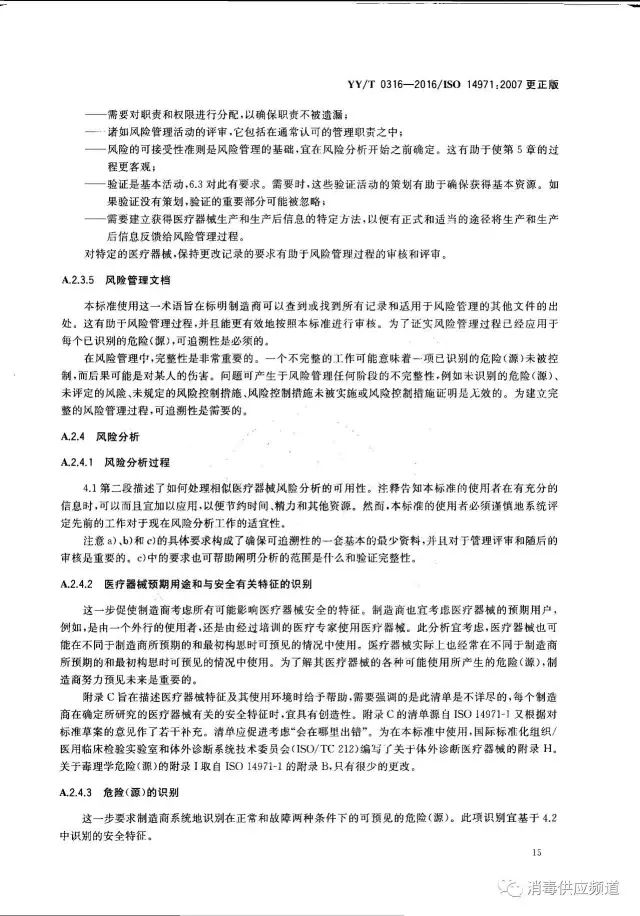 YY/T 0316—2016/ISO 14971:2007 更正版
——需要对职责和权限进行分配,以确保职责不被遗漏;
——诸如风险管理活动的评审,它包括在通常认可的管理职责之中;
——风险的可接受性准则是风险管理的基础,宜在风险分析开始之前确定。这有助于使第 5 章的过
程更客观;
——验证是基本活动,6.3 对此有要求。需要时,这些验证活动的策划有助于确保获得基本资源。如
果验证没有策划,验证的重要部分可能被忽略;
——需要建立获得医疗器械生产和生产后信息的特定方法,以便有正式和适当的途径将生产和生产
后信息反馈给风险管理过程。
对特定的医疗器械,保持更改记录的要求有助于风险管理过程的审核和评审。
A.2.3.5 风险管理文档
本标准使用这一术语旨在标明制造商可以查到或找到所有记录和适用于风险管理的其他文件的出
处。这有助于风险管理过程,并且能更有效地按照本标准进行审核。为了证实风险管理过程已经应用于
每个已识别的危险(源),可追溯性是必须的。
在风险管理中,完整性是非常重要的。一个不完整的工作可能意味着一项已识别的危险(源)未被控
制,而后果可能是对某人的伤害。问题可产生于风险管理任何阶段的不完整性,例如未识别的危险(源)、
未评定的风险、未规定的风险控制措施、风险控制措施未被实施或风险控制措施证明是无效的。为建立完
整的风险管理过程,可追溯性是需要的。
A.2.4 风险分析
A.2.4.1 风险分析过程
4.1 第二段描述了如何处理相似医疗器械风险分析的可用性。注释告知本标准的使用者在有充分的
信息时,可以而且宜加以应用,以便节约时间、精力和其他资源。然而,本标准的使用者必须谨慎地系统评
定先前的工作对于现在风险分析工作的适宜性。
注意 a)、b)和 c)的具体要求构成了确保可追溯性的一套基本的最少资料,并且对于管理评审和随后的
审核是重要的。c)中的要求也可帮助阐明分析的范围是什么和验证完整性。
A.2.4.2 医疗器械预期用途和与安全有关特征的识别
这一步促使制造商考虑所有可能影响医疗器械安全的特征。制造商也宜考虑医疗器械的预期用户,
例如,是由一个外行的使用者,还是由经过培训的医疗专家使用医疗器械。此分析宜考虑,医疗器械也可
能在不同于制造商所预期的和最初构思时可预见的情况中使用。医疗器械实际上也经常在不同于制造商
所预期的和最初构思时可预见的情况中使用。为了解其医疗器械的各种可能使用所产生的危险(源),制
造商努力预见未来是重要的。
附录 C 旨在描述医疗器械特征及其使用环境时给予帮助,需要强调的是此清单是不详尽的,每个制造
商在确定所研究的医疗器械有关的安全特征时,宜具有创造性。附录 C 的清单源自 ISO 14971-1 又根据对
标准草案的意见作了若干补充。清单应促进考虑“会在哪里出错”。为在本标准中使用,国际标准化组织/
医用临床检验实验室和体外诊断系统技术委员会(ISO/TC 212)编写了关于体外诊断医疗器械的附录 H。
关于毒理学危险(源)的附录 I 取自 ISO 14971-1 的附录 B,只有很少的更改。
A.2.4.3 危险(源)的识别
这一步要求制造商系统地识别在正常和故障两种条件下的可预见的危险(源)。此项识别宜基于 4.2
中识别的安全特征。
15
消毒供应频道